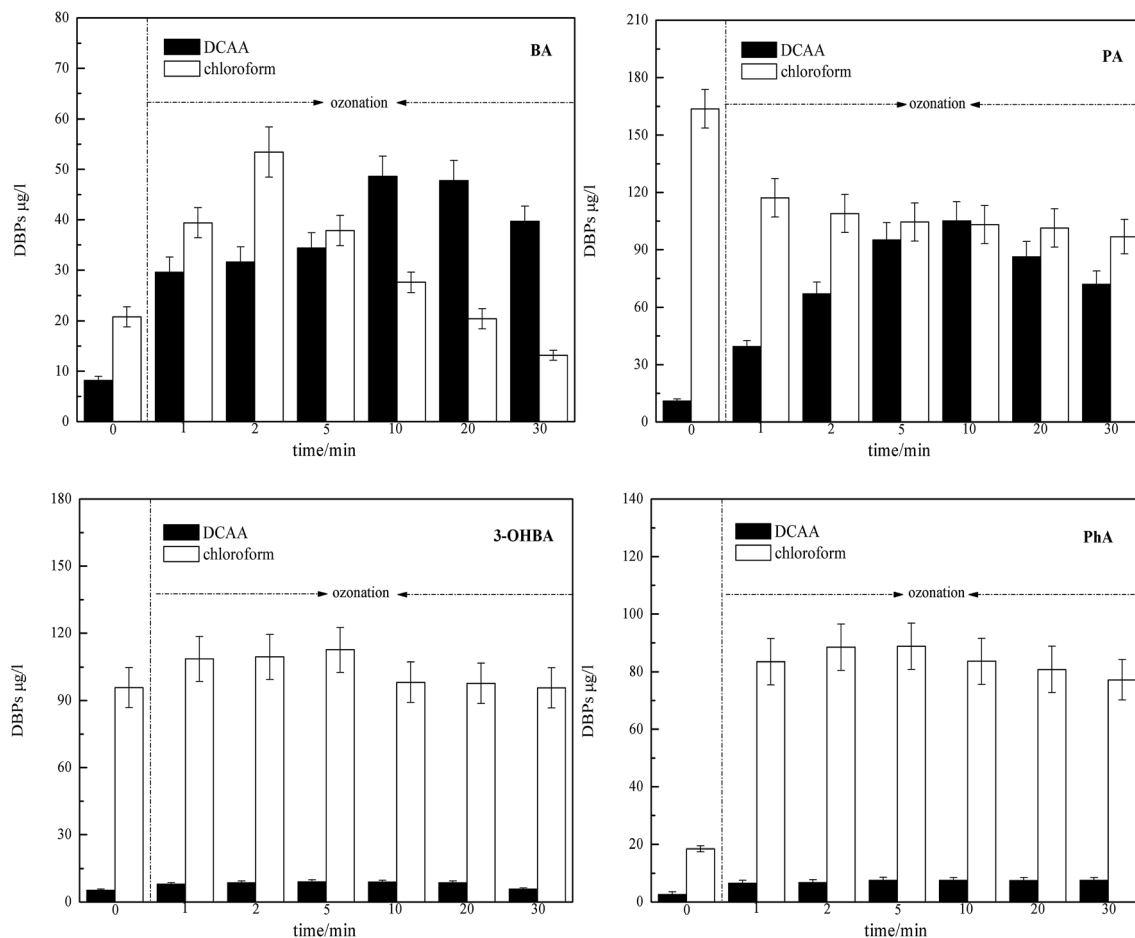 80
70
60
50
40
30
20
10
0
DBPs μg/l
DCAA
chloroform
BA
ozonation
0 1 2 5 10 20 30
time/min
210
180
150
120
90
60
30
0
DBPs μg/l
DCAA
chloroform
PA
ozonation
0 1 2 5 10 20 30
time/min
180
150
120
90
60
30
0
DBPs μg/l
DCAA
chloroform
3-OHBA
ozonation
0 1 2 5 10 20 30
time/min
140
120
100
80
60
40
20
0
DBPs μg/l
DCAA
chloroform
PhA
ozonation
0 1 2 5 10 20 30
time/min